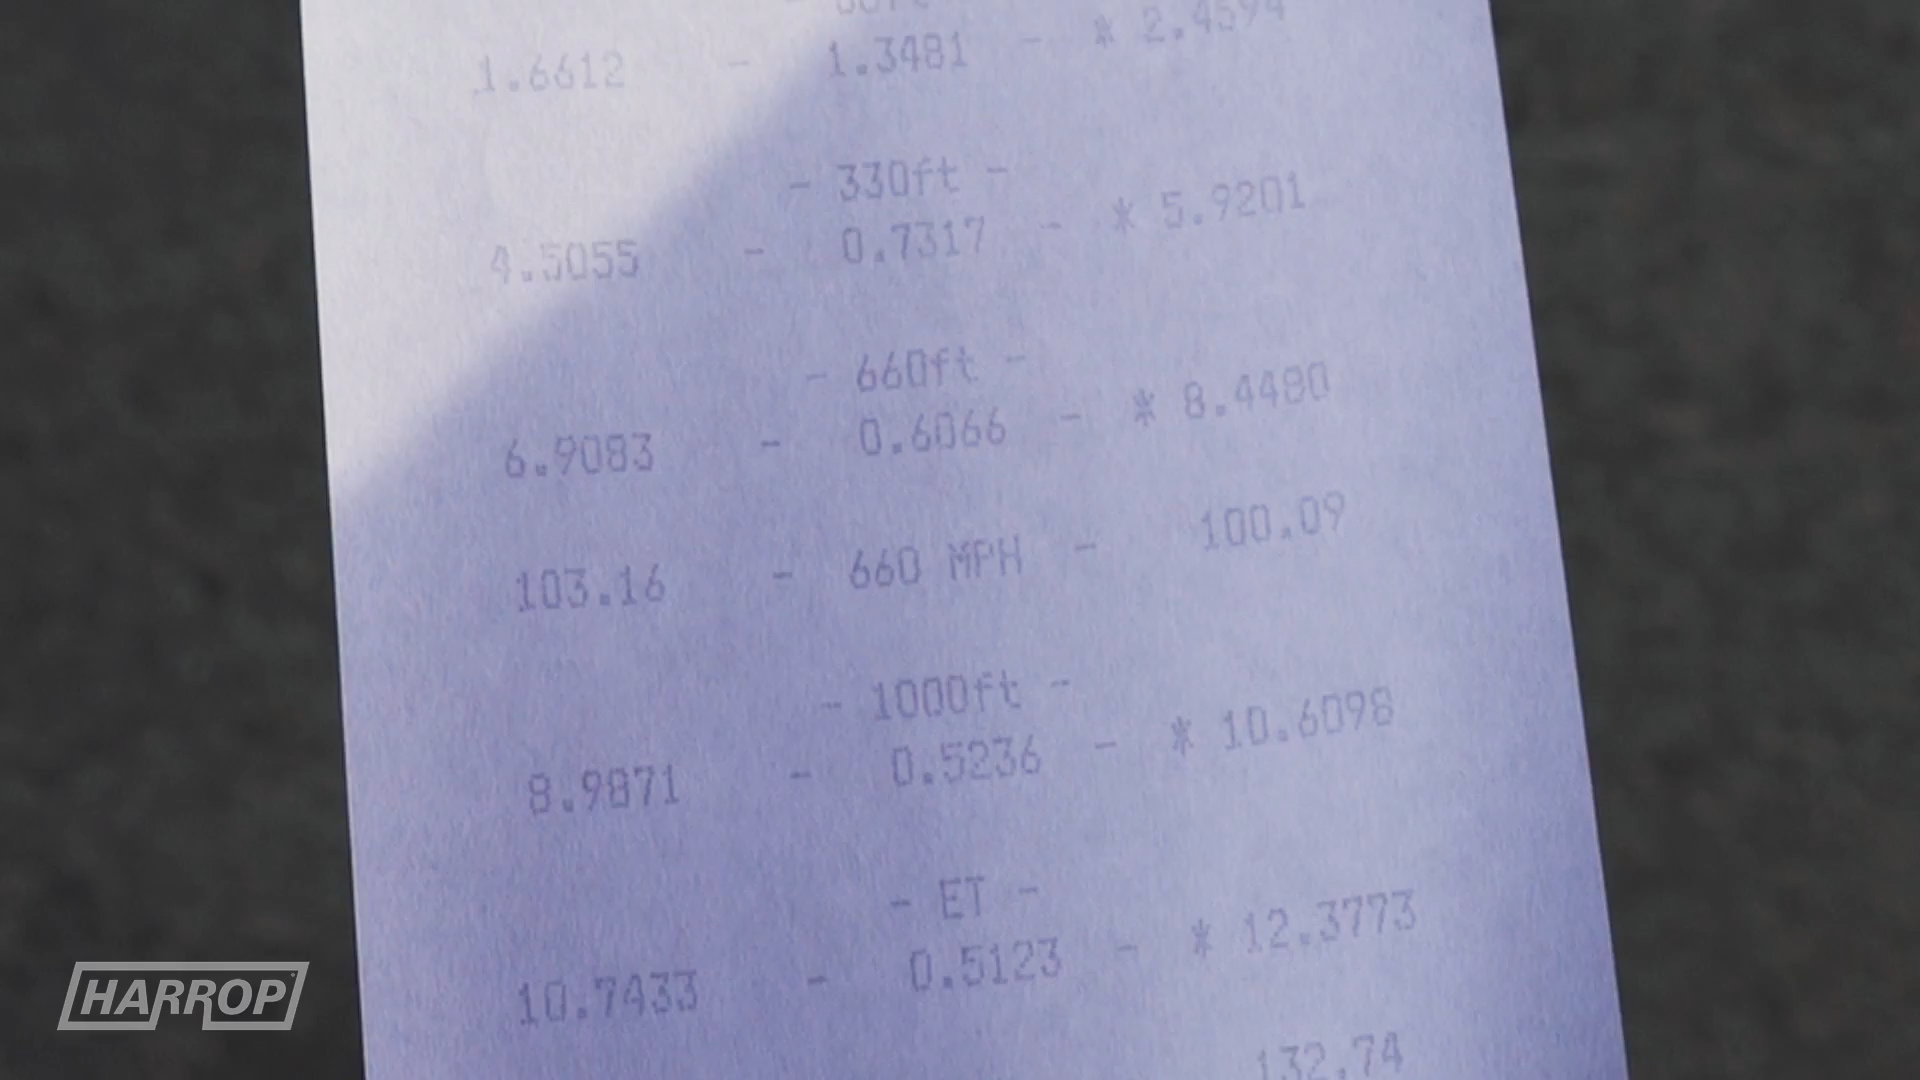 1.6612 - 1.3481 - * 2.4594
- 330ft -
4.5055 - 0.7317 - * 5.9201
- 660ft -
6.9083 - 0.6066 - * 8.4480
103.16 - 660 MPH - 100.09
- 1000ft -
8.9871 - 0.5236 - * 10.6098
- ET -
10.7433 - 0.5123 - * 12.3773
132.74
HARROP